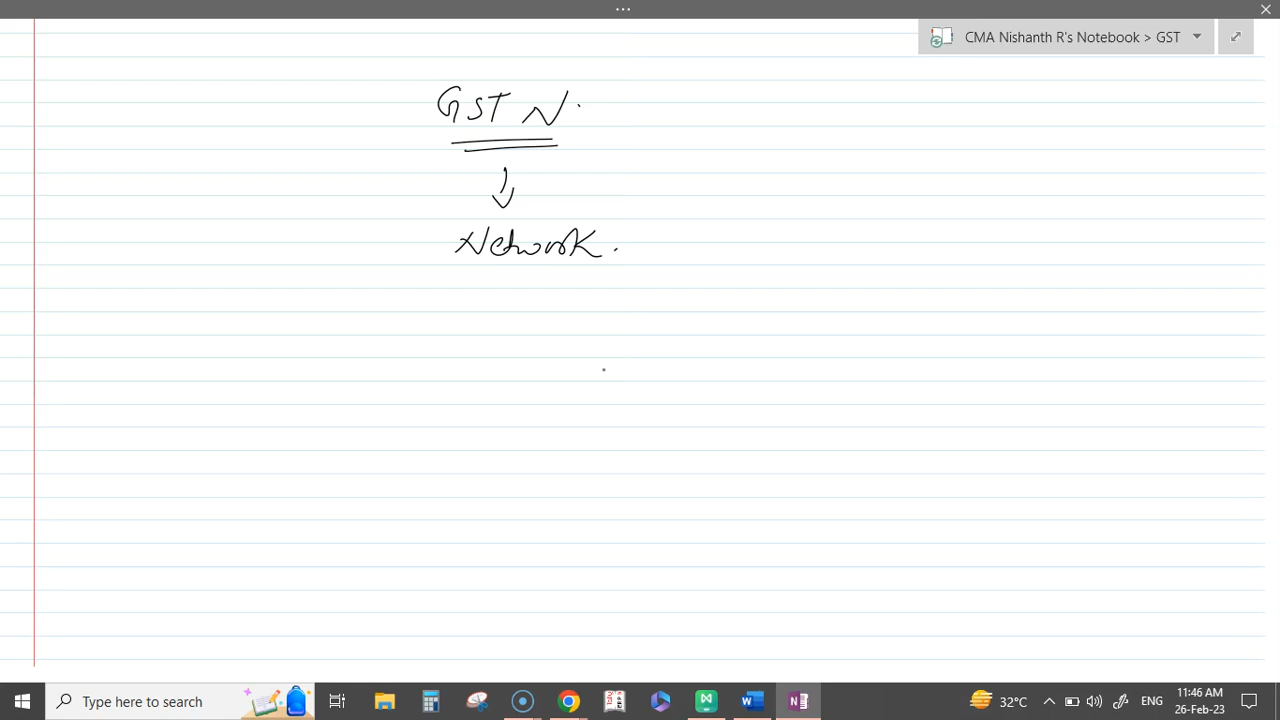 ...
CMA Nishanth R's Notebook > GST
GST N.
Network.
Type here to search
32°C
ENG
11:46 AM
26-Feb-23